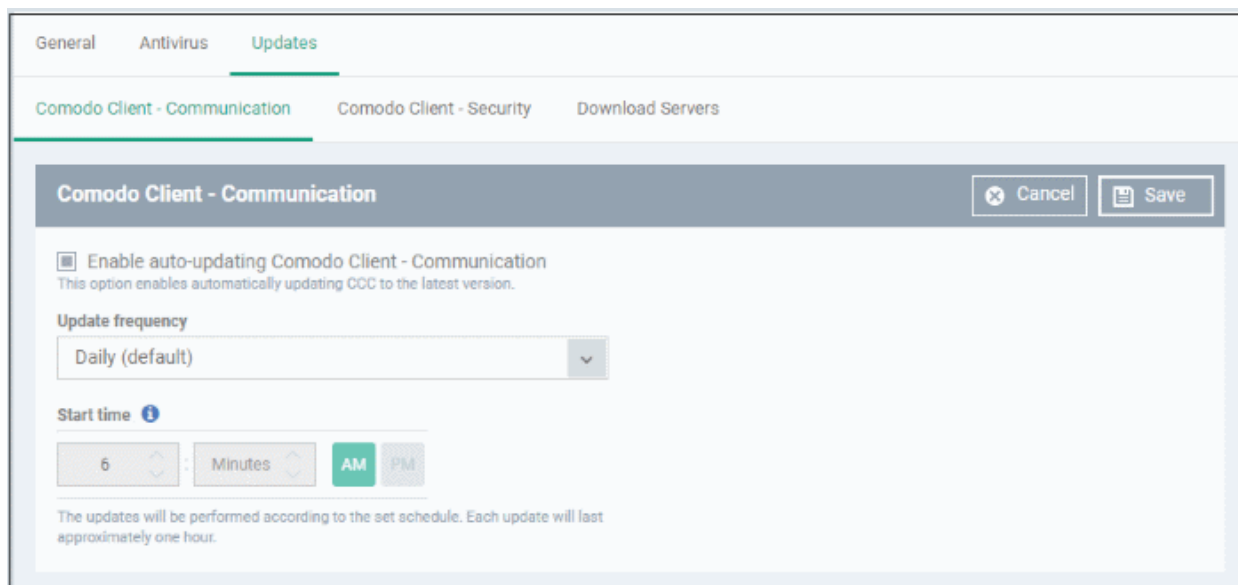 General Antivirus Updates
Comodo Client - Communication Comodo Client - Security Download Servers
Comodo Client - Communication Cancel Save
Enable auto-updating Comodo Client - Communication
This option enables automatically updating CCC to the latest version.
Update frequency
Daily (default)
Start time
6 : Minutes AM PM
The updates will be performed according to the set schedule. Each update will last
approximately one hour.